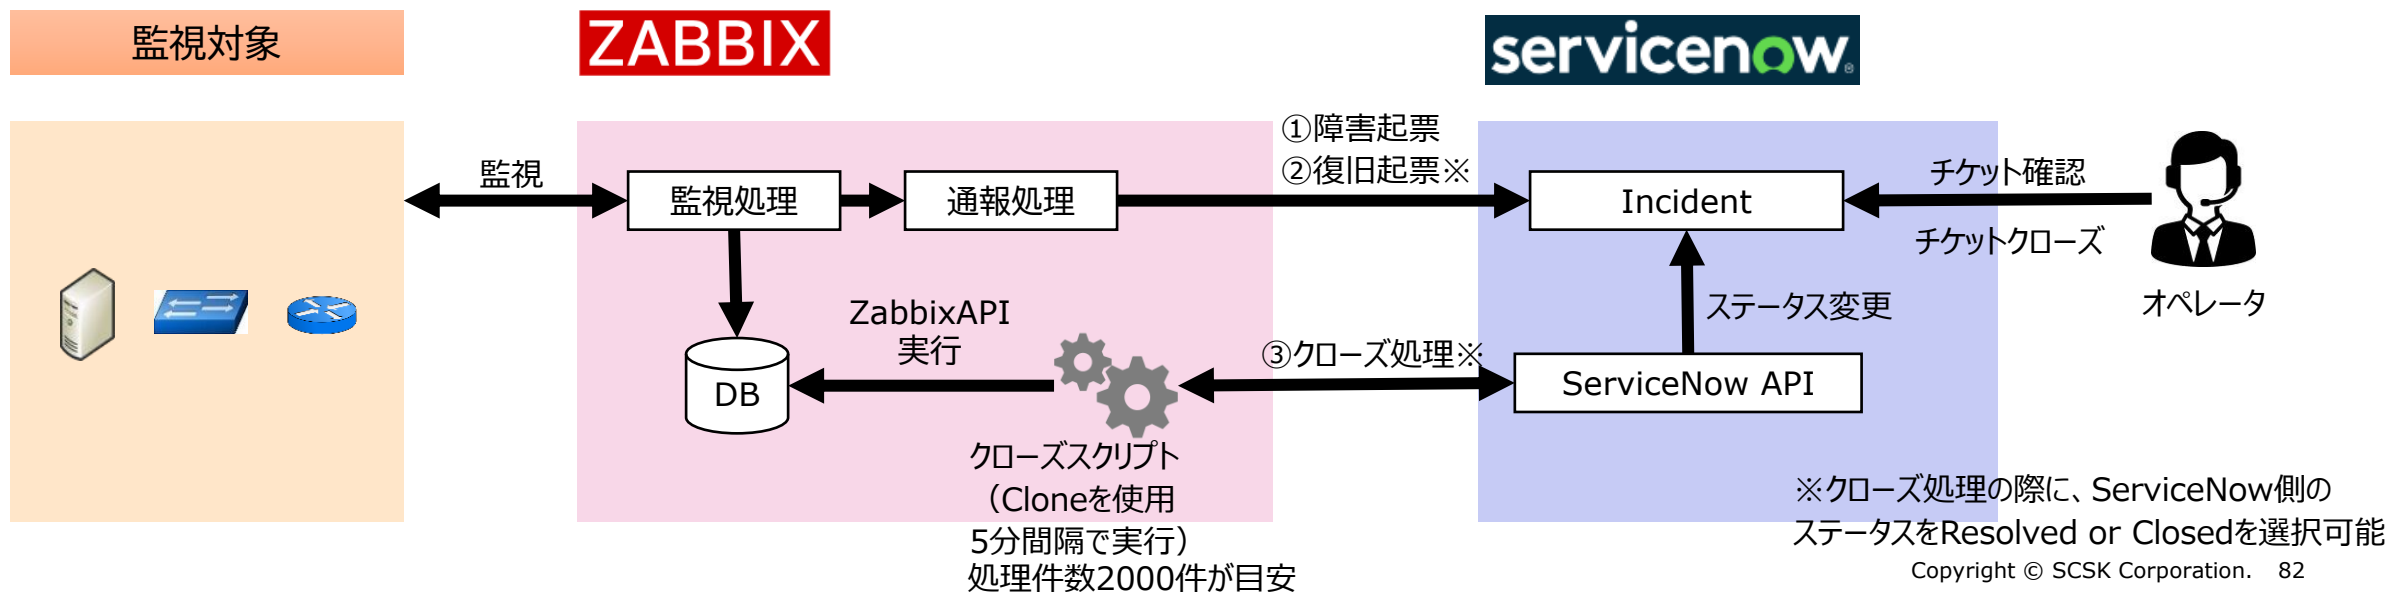 監視対象
ZABBIX
servicenow
監視
監視処理
通報処理
①障害起票
②復旧起票※
Incident
チケット確認
チケットクローズ
オペレータ
ZabbixAPI
実行
DB
③クローズ処理※
ステータス変更
ServiceNow API
クローズスクリプト
（Cloneを使用
5分間隔で実行）
処理件数2000件が目安
※クローズ処理の際に、ServiceNow側の
ステータスをResolved or Closedを選択可能
Copyright © SCSK Corporation. 82